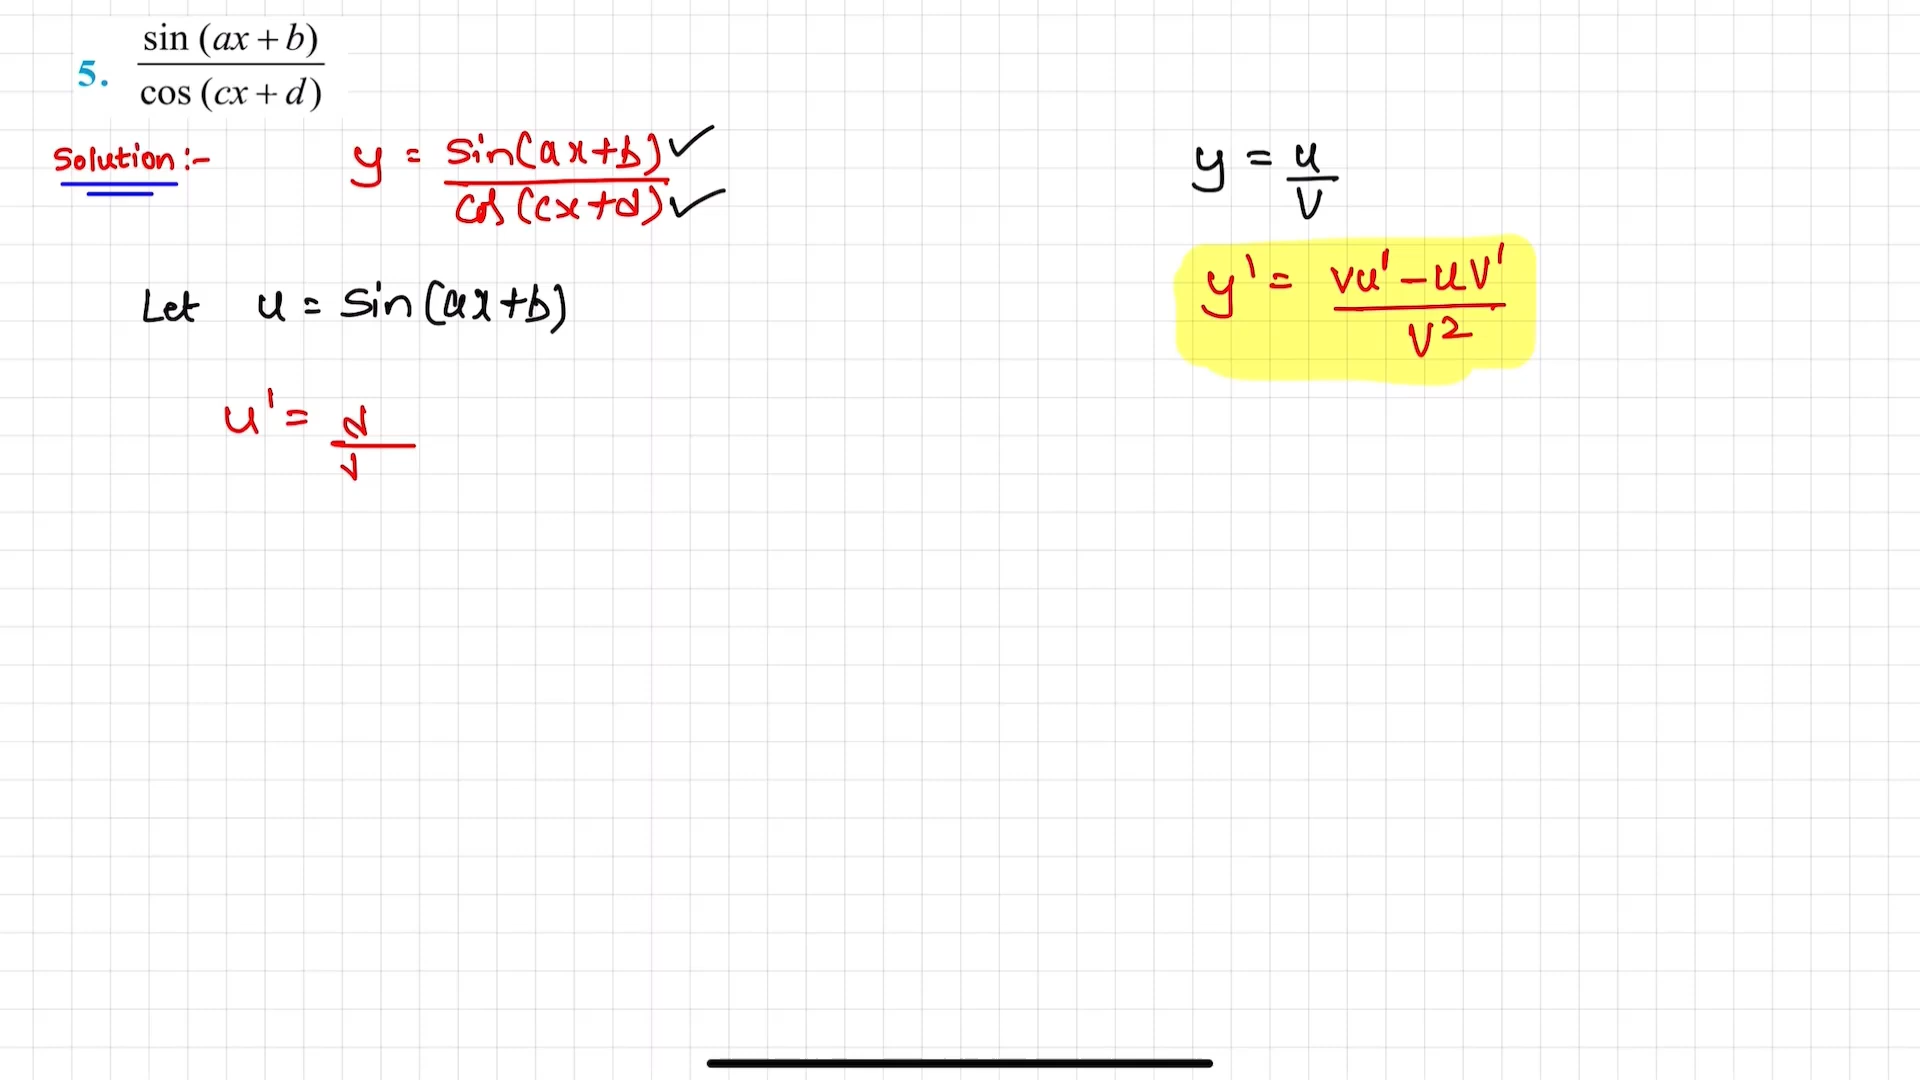 5. sin (ax + b)
cos (cx + d)
Solution :- y = sin(ax+b)
cos (cx+d)
y = u
v
Let u = sin(ax+b)
y' = vu' - uv'
v²
u' = d